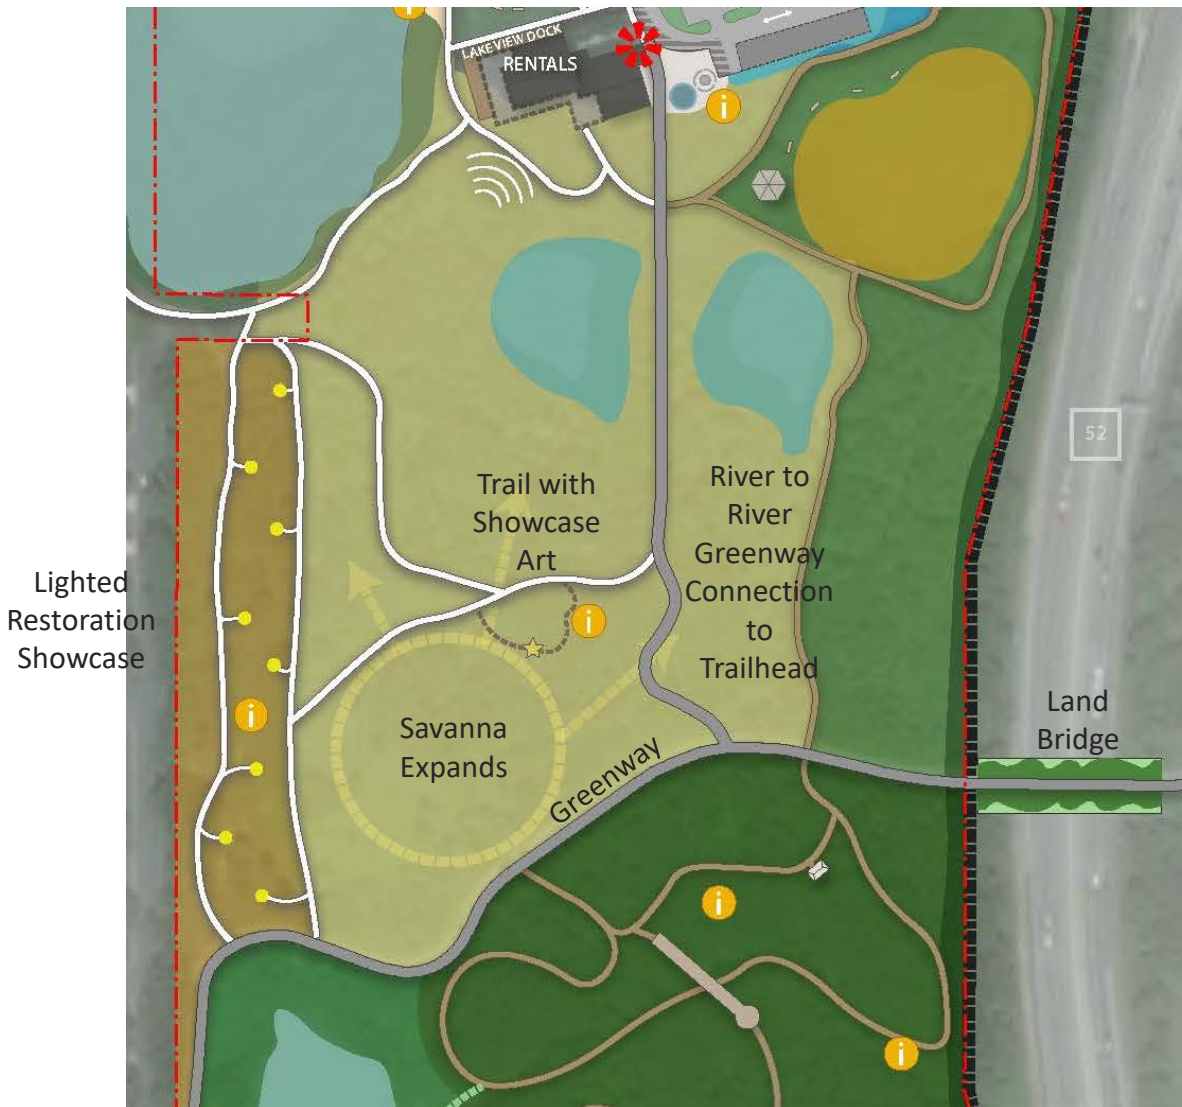 i
LAKEVIEW DOCK
RENTALS
i
52
Trail with
Showcase
Art
River to
River
Greenway
Connection
to
Trailhead
Lighted
Restoration
Showcase
i
i
Savanna
Expands
Greenway
Land
Bridge
i
i